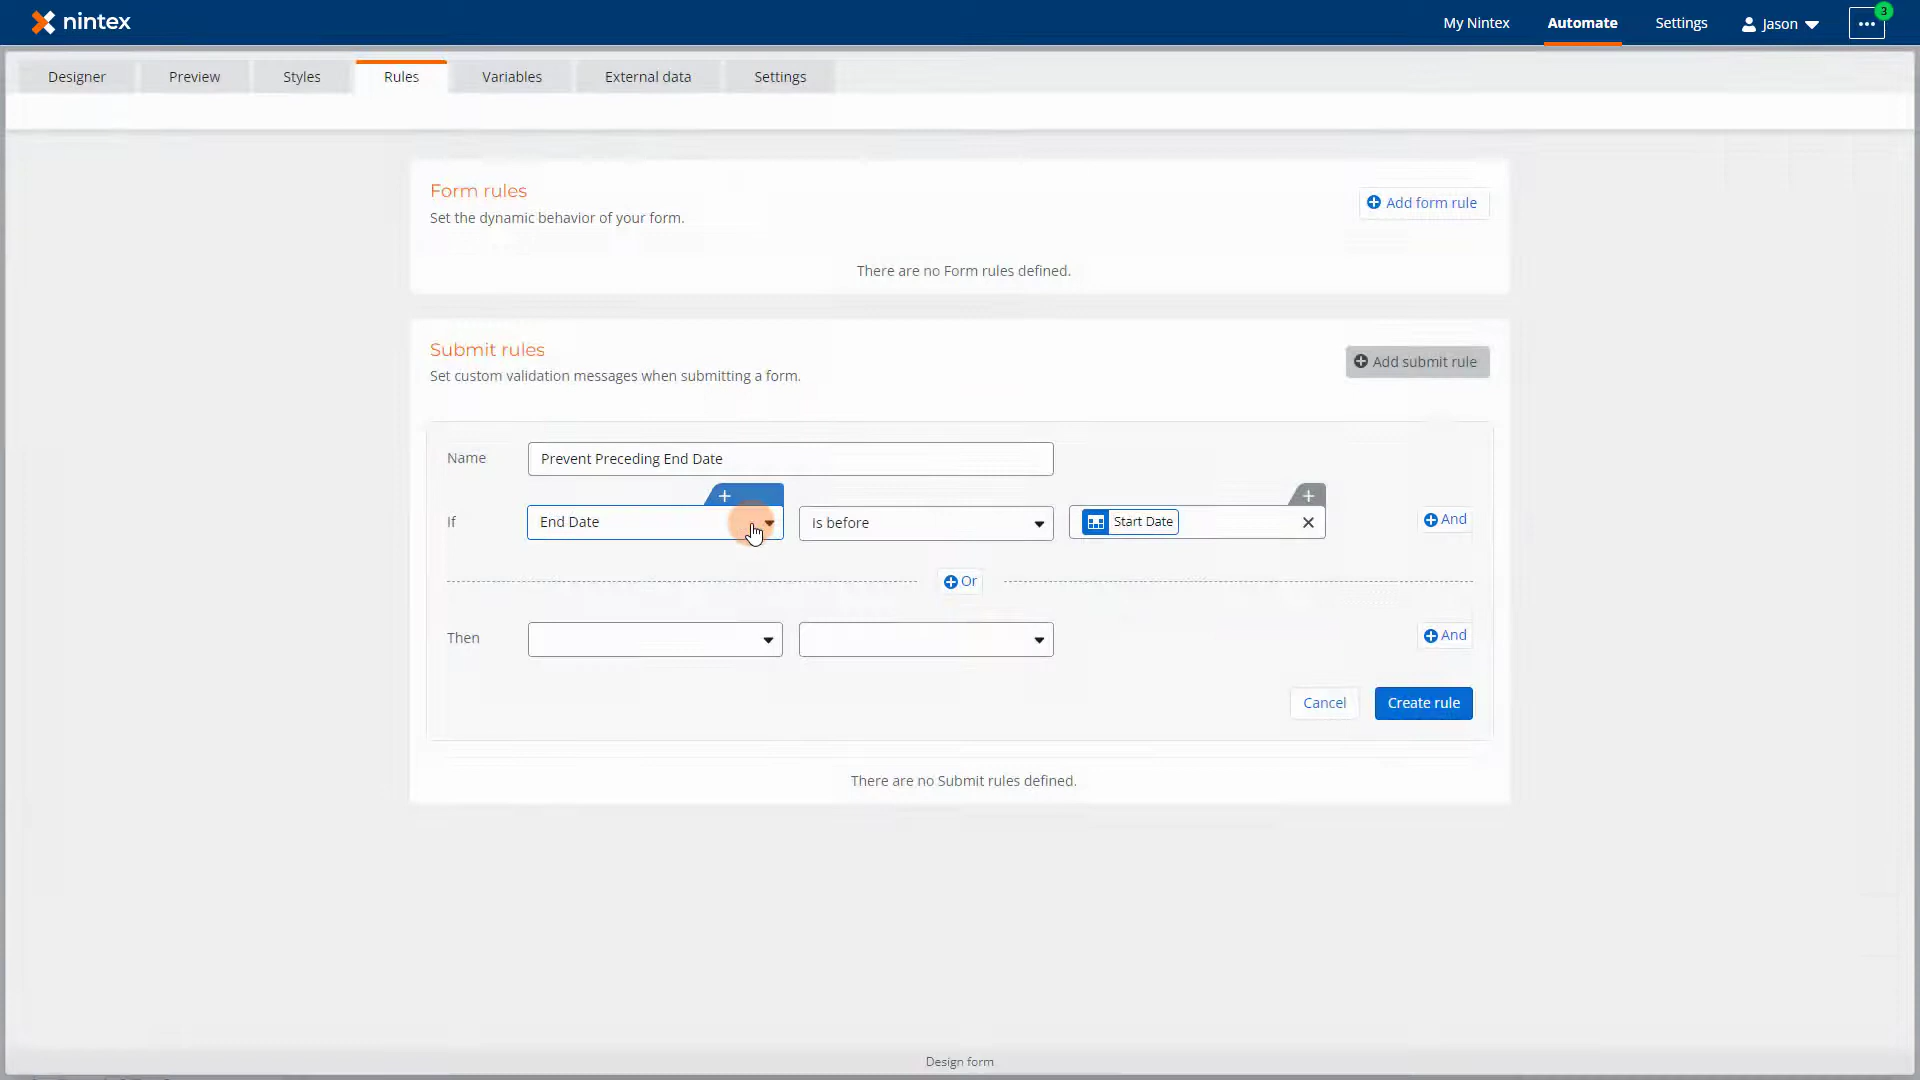 nintex
My Nintex Automate Settings Jason ... 3
Designer Preview Styles Rules Variables External data Settings
Form rules
Set the dynamic behavior of your form.
Add form rule
There are no Form rules defined.
Submit rules
Set custom validation messages when submitting a form.
Add submit rule
Name Prevent Preceding End Date
If End Date Is before Start Date And
Or
Then And
Cancel Create rule
There are no Submit rules defined.
Design form